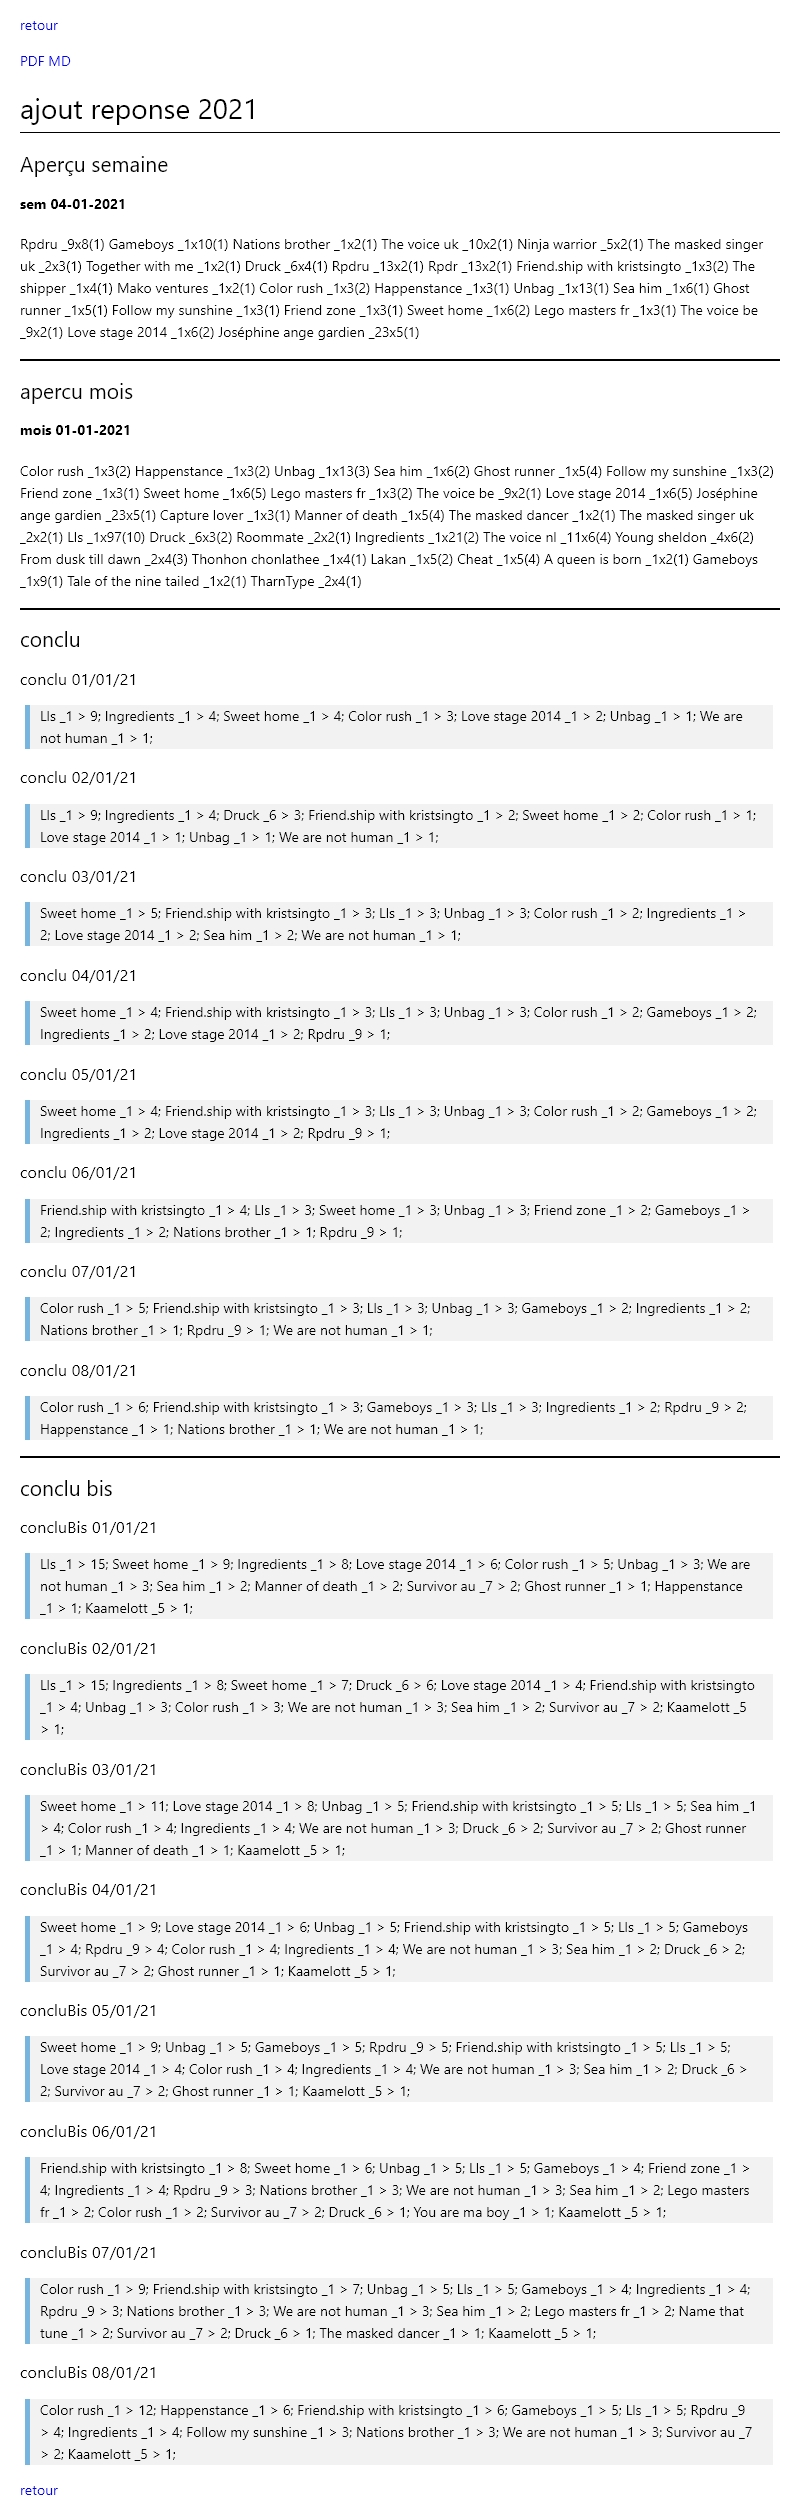 retour
PDF MD
ajout reponse 2021
Aperçu semaine
sem 04-01-2021
Rpdru _9x8(1) Gameboys _1x10(1) Nations brother _1x2(1) The voice uk _10x2(1) Ninja warrior _5x2(1) The masked singer
uk _2x3(1) Together with me _1x2(1) Druck _6x4(1) Rpdru _13x2(1) Rpdr _13x2(1) Friend.ship with kristsingto _1x3(2) The
shipper _1x4(1) Mako ventures _1x2(1) Color rush _1x3(2) Happenstance _1x3(1) Unbag _1x13(1) Sea him _1x6(1) Ghost
runner _1x5(1) Follow my sunshine _1x3(1) Friend zone _1x3(1) Sweet home _1x6(2) Lego masters fr _1x3(1) The voice be
_9x2(1) Love stage 2014 _1x6(2) Joséphine ange gardien _23x5(1)
apercu mois
mois 01-01-2021
Color rush _1x3(2) Happenstance _1x3(2) Unbag _1x13(3) Sea him _1x6(2) Ghost runner _1x5(4) Follow my sunshine _1x3(2)
Friend zone _1x3(1) Sweet home _1x6(5) Lego masters fr _1x3(2) The voice be _9x2(1) Love stage 2014 _1x6(5) Joséphine
ange gardien _23x5(1) Capture lover _1x3(1) Manner of death _1x5(4) The masked dancer _1x2(1) The masked singer uk
_2x2(1) Lls _1x97(10) Druck _6x3(2) Roommate _2x2(1) Ingredients _1x21(2) The voice nl _11x6(4) Young sheldon _4x6(2)
From dusk till dawn _2x4(3) Thonhon chonlathee _1x4(1) Lakan _1x5(2) Cheat _1x5(4) A queen is born _1x2(1) Gameboys
_1x9(1) Tale of the nine tailed _1x2(1) TharnType _2x4(1)
conclu
conclu 01/01/21
Lls _1 > 9; Ingredients _1 > 4; Sweet home _1 > 4; Color rush _1 > 3; Love stage 2014 _1 > 2; Unbag _1 > 1; We are
not human _1 > 1;
conclu 02/01/21
Lls _1 > 9; Ingredients _1 > 4; Druck _6 > 3; Friend.ship with kristsingto _1 > 2; Sweet home _1 > 2; Color rush _1 > 1;
Love stage 2014 _1 > 1; Unbag _1 > 1; We are not human _1 > 1;
conclu 03/01/21
Sweet home _1 > 5; Friend.ship with kristsingto _1 > 3; Lls _1 > 3; Unbag _1 > 3; Color rush _1 > 2; Ingredients _1 >
2; Love stage 2014 _1 > 2; Sea him _1 > 2; We are not human _1 > 1;
conclu 04/01/21
Sweet home _1 > 4; Friend.ship with kristsingto _1 > 3; Lls _1 > 3; Unbag _1 > 3; Color rush _1 > 2; Gameboys _1 > 2;
Ingredients _1 > 2; Love stage 2014 _1 > 2; Rpdru _9 > 1;
conclu 05/01/21
Sweet home _1 > 4; Friend.ship with kristsingto _1 > 3; Lls _1 > 3; Unbag _1 > 3; Color rush _1 > 2; Gameboys _1 > 2;
Ingredients _1 > 2; Love stage 2014 _1 > 2; Rpdru _9 > 1;
conclu 06/01/21
Friend.ship with kristsingto _1 > 4; Lls _1 > 3; Sweet home _1 > 3; Unbag _1 > 3; Friend zone _1 > 2; Gameboys _1 >
2; Ingredients _1 > 2; Nations brother _1 > 1; Rpdru _9 > 1;
conclu 07/01/21
Color rush _1 > 5; Friend.ship with kristsingto _1 > 3; Lls _1 > 3; Unbag _1 > 3; Gameboys _1 > 2; Ingredients _1 > 2;
Nations brother _1 > 1; Rpdru _9 > 1; We are not human _1 > 1;
conclu 08/01/21
Color rush _1 > 6; Friend.ship with kristsingto _1 > 3; Gameboys _1 > 3; Lls _1 > 3; Ingredients _1 > 2; Rpdru _9 > 2;
Happenstance _1 > 1; Nations brother _1 > 1; We are not human _1 > 1;
conclu bis
concluBis 01/01/21
Lls _1 > 15; Sweet home _1 > 9; Ingredients _1 > 8; Love stage 2014 _1 > 6; Color rush _1 > 5; Unbag _1 > 3; We are
not human _1 > 3; Sea him _1 > 2; Manner of death _1 > 2; Survivor au _7 > 2; Ghost runner _1 > 1; Happenstance
_1 > 1; Kaamelott _5 > 1;
concluBis 02/01/21
Lls _1 > 15; Ingredients _1 > 8; Sweet home _1 > 7; Druck _6 > 6; Love stage 2014 _1 > 4; Friend.ship with kristsingto
_1 > 4; Unbag _1 > 3; Color rush _1 > 3; We are not human _1 > 3; Sea him _1 > 2; Survivor au _7 > 2; Kaamelott _5
> 1;
concluBis 03/01/21
Sweet home _1 > 11; Love stage 2014 _1 > 8; Unbag _1 > 5; Friend.ship with kristsingto _1 > 5; Lls _1 > 5; Sea him _1
> 4; Color rush _1 > 4; Ingredients _1 > 4; We are not human _1 > 3; Druck _6 > 2; Survivor au _7 > 2; Ghost runner
_1 > 1; Manner of death _1 > 1; Kaamelott _5 > 1;
concluBis 04/01/21
Sweet home _1 > 9; Love stage 2014 _1 > 6; Unbag _1 > 5; Friend.ship with kristsingto _1 > 5; Lls _1 > 5; Gameboys
_1 > 4; Rpdru _9 > 4; Color rush _1 > 4; Ingredients _1 > 4; We are not human _1 > 3; Sea him _1 > 2; Druck _6 > 2;
Survivor au _7 > 2; Ghost runner _1 > 1; Kaamelott _5 > 1;
concluBis 05/01/21
Sweet home _1 > 9; Unbag _1 > 5; Gameboys _1 > 5; Rpdru _9 > 5; Friend.ship with kristsingto _1 > 5; Lls _1 > 5;
Love stage 2014 _1 > 4; Color rush _1 > 4; Ingredients _1 > 4; We are not human _1 > 3; Sea him _1 > 2; Druck _6 >
2; Survivor au _7 > 2; Ghost runner _1 > 1; Kaamelott _5 > 1;
concluBis 06/01/21
Friend.ship with kristsingto _1 > 8; Sweet home _1 > 6; Unbag _1 > 5; Lls _1 > 5; Gameboys _1 > 4; Friend zone _1 >
4; Ingredients _1 > 4; Rpdru _9 > 3; Nations brother _1 > 3; We are not human _1 > 3; Sea him _1 > 2; Lego masters
fr _1 > 2; Color rush _1 > 2; Survivor au _7 > 2; Druck _6 > 1; You are ma boy _1 > 1; Kaamelott _5 > 1;
concluBis 07/01/21
Color rush _1 > 9; Friend.ship with kristsingto _1 > 7; Unbag _1 > 5; Lls _1 > 5; Gameboys _1 > 4; Ingredients _1 > 4;
Rpdru _9 > 3; Nations brother _1 > 3; We are not human _1 > 3; Sea him _1 > 2; Lego masters fr _1 > 2; Name that
tune _1 > 2; Survivor au _7 > 2; Druck _6 > 1; The masked dancer _1 > 1; Kaamelott _5 > 1;
concluBis 08/01/21
Color rush _1 > 12; Happenstance _1 > 6; Friend.ship with kristsingto _1 > 6; Gameboys _1 > 5; Lls _1 > 5; Rpdru _9
> 4; Ingredients _1 > 4; Follow my sunshine _1 > 3; Nations brother _1 > 3; We are not human _1 > 3; Survivor au _7
> 2; Kaamelott _5 > 1;
retour